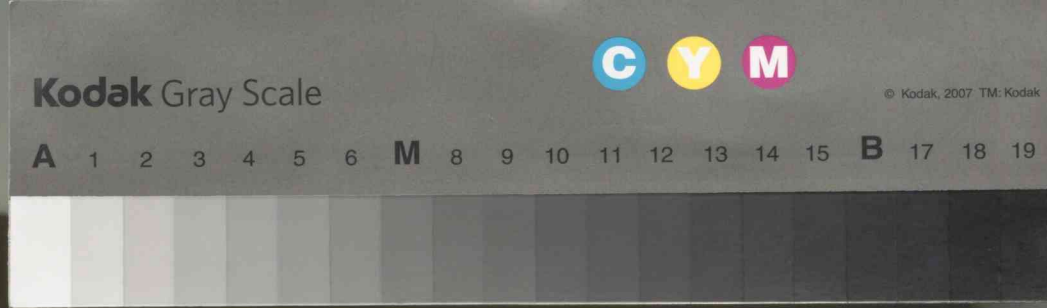 C Y M
Kodak Gray Scale
© Kodak, 2007 TM: Kodak
A 1 2 3 4 5 6 M 8 9 10 11 12 13 14 15 B 17 18 19